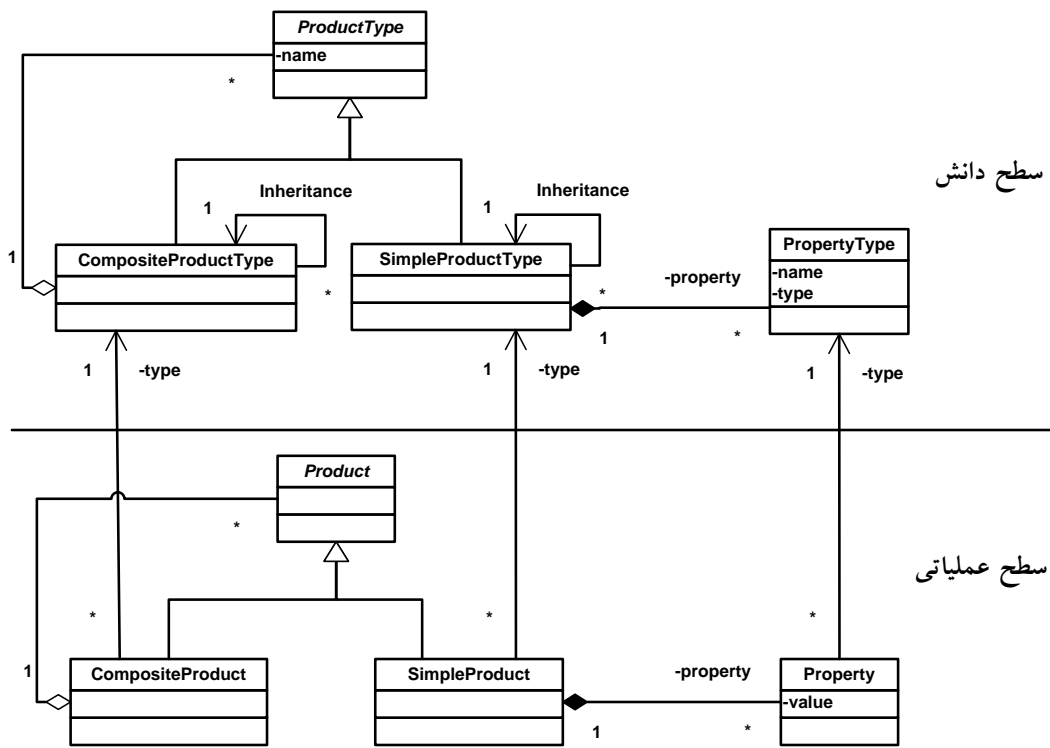 ProductType
-name
*
سطح دانش
Inheritance
Inheritance
1
1
1
CompositeProductType
*
SimpleProductType
*
-property
1
*
PropertyType
-name
-type
1
-type
1
-type
1
-type
Product
*
سطح عملیاتی
*
*
*
1
CompositeProduct
SimpleProduct
-property
1
*
Property
-value